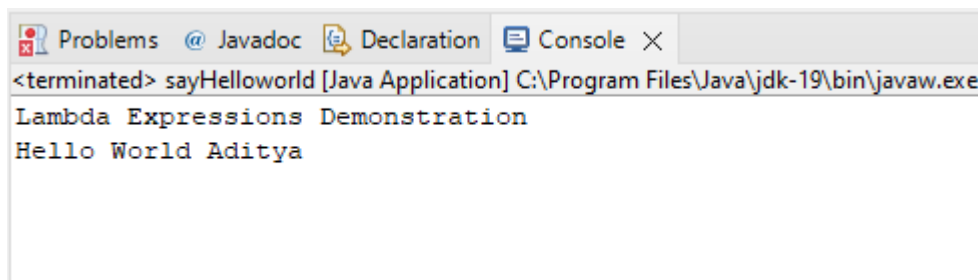 Problems @ Javadoc Declaration Console
<terminated> sayHelloworld [Java Application] C:\Program Files\Java\jdk-19\bin\javaw.exe
Lambda Expressions Demonstration
Hello World Aditya